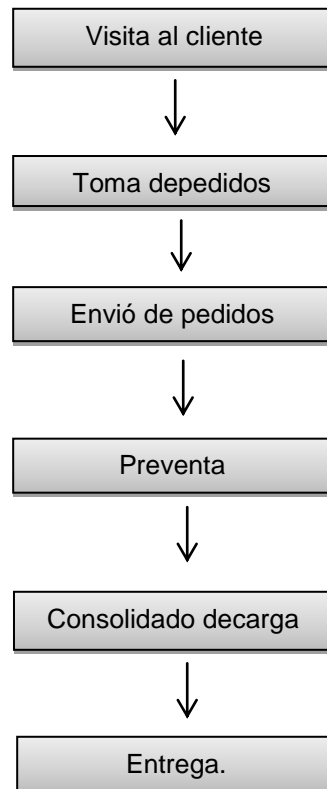 Visita al cliente
Toma depedidos
Envió de pedidos
Preventa
Consolidado decarga
Entrega.